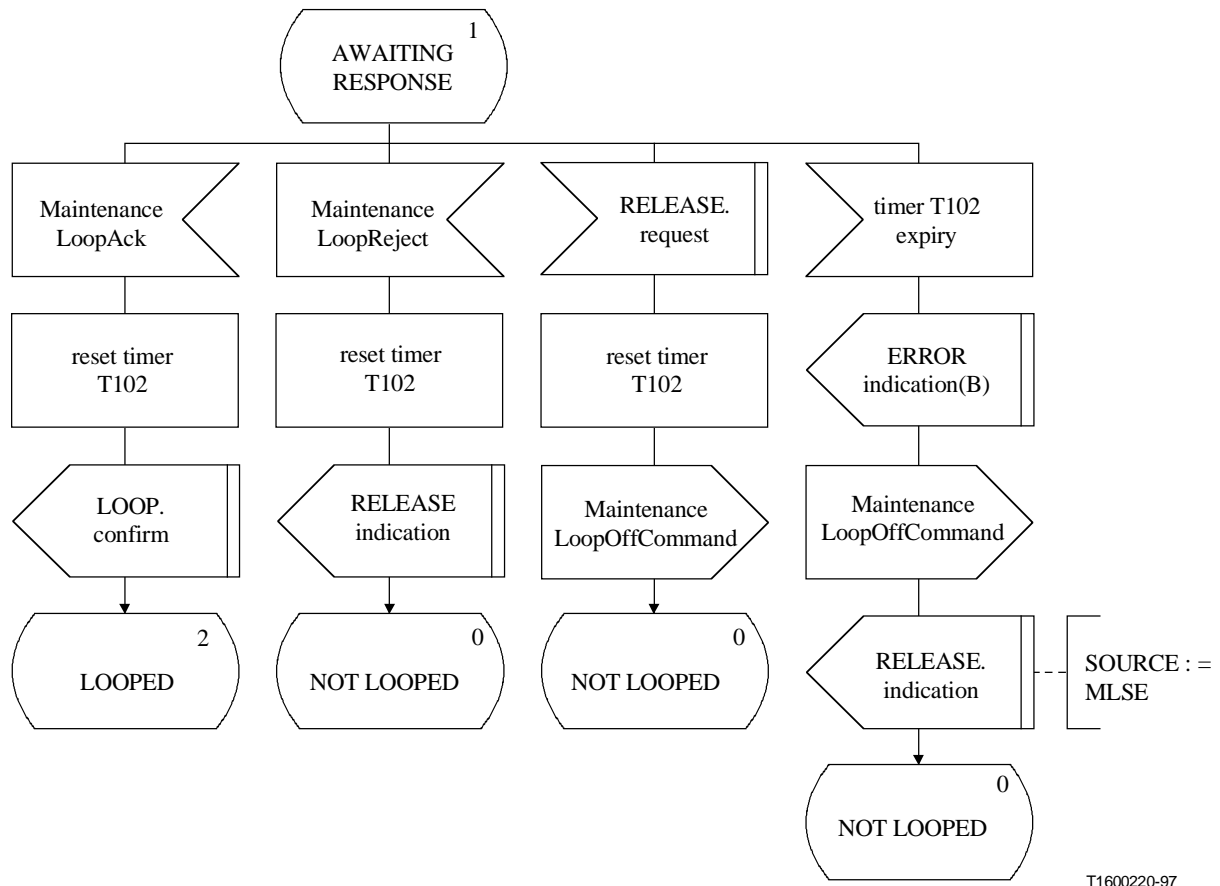 1
AWAITING
RESPONSE
Maintenance
LoopAck
Maintenance
LoopReject
RELEASE.
request
timer T102
expiry
reset timer
T102
reset timer
T102
reset timer
T102
ERROR
indication(B)
LOOP.
confirm
RELEASE
indication
Maintenance
LoopOffCommand
Maintenance
LoopOffCommand
2
LOOPED
0
NOT LOOPED
0
NOT LOOPED
RELEASE.
indication
SOURCE : =
MLSE
0
NOT LOOPED
T1600220-97